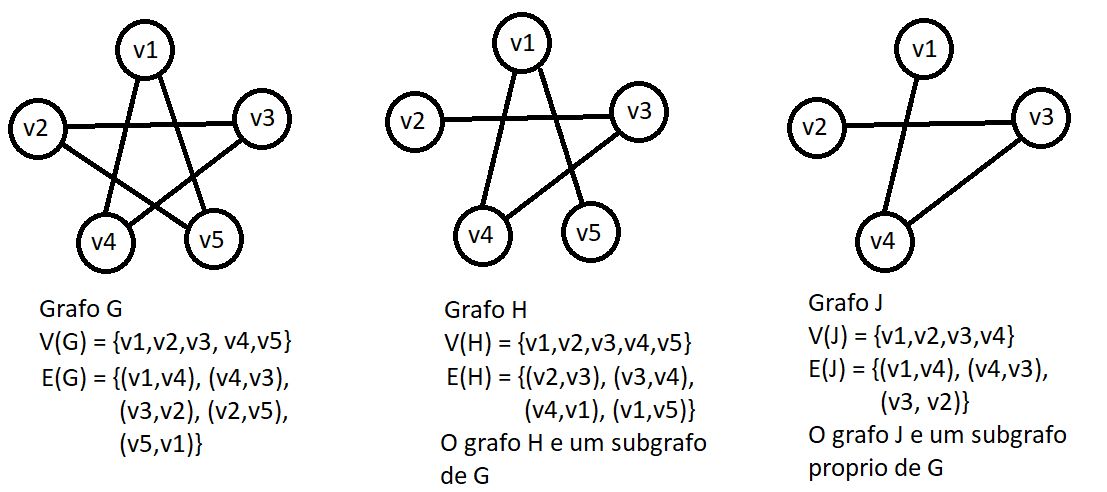 v1
v2
v3
v4
v5
Grafo G
V(G) = {v1,v2,v3, v4,v5}
E(G) = {(v1,v4), (v4,v3),
(v3,v2), (v2,v5),
(v5,v1)}
v1
v2
v3
v4
v5
Grafo H
V(H) = {v1,v2,v3,v4,v5}
E(H) = {(v2,v3), (v3,v4),
(v4,v1), (v1,v5)}
O grafo H e um subgrafo
de G
v1
v2
v3
v4
Grafo J
V(J) = {v1,v2,v3,v4}
E(J) = {(v1,v4), (v4,v3),
(v3, v2)}
O grafo J e um subgrafo
proprio de G